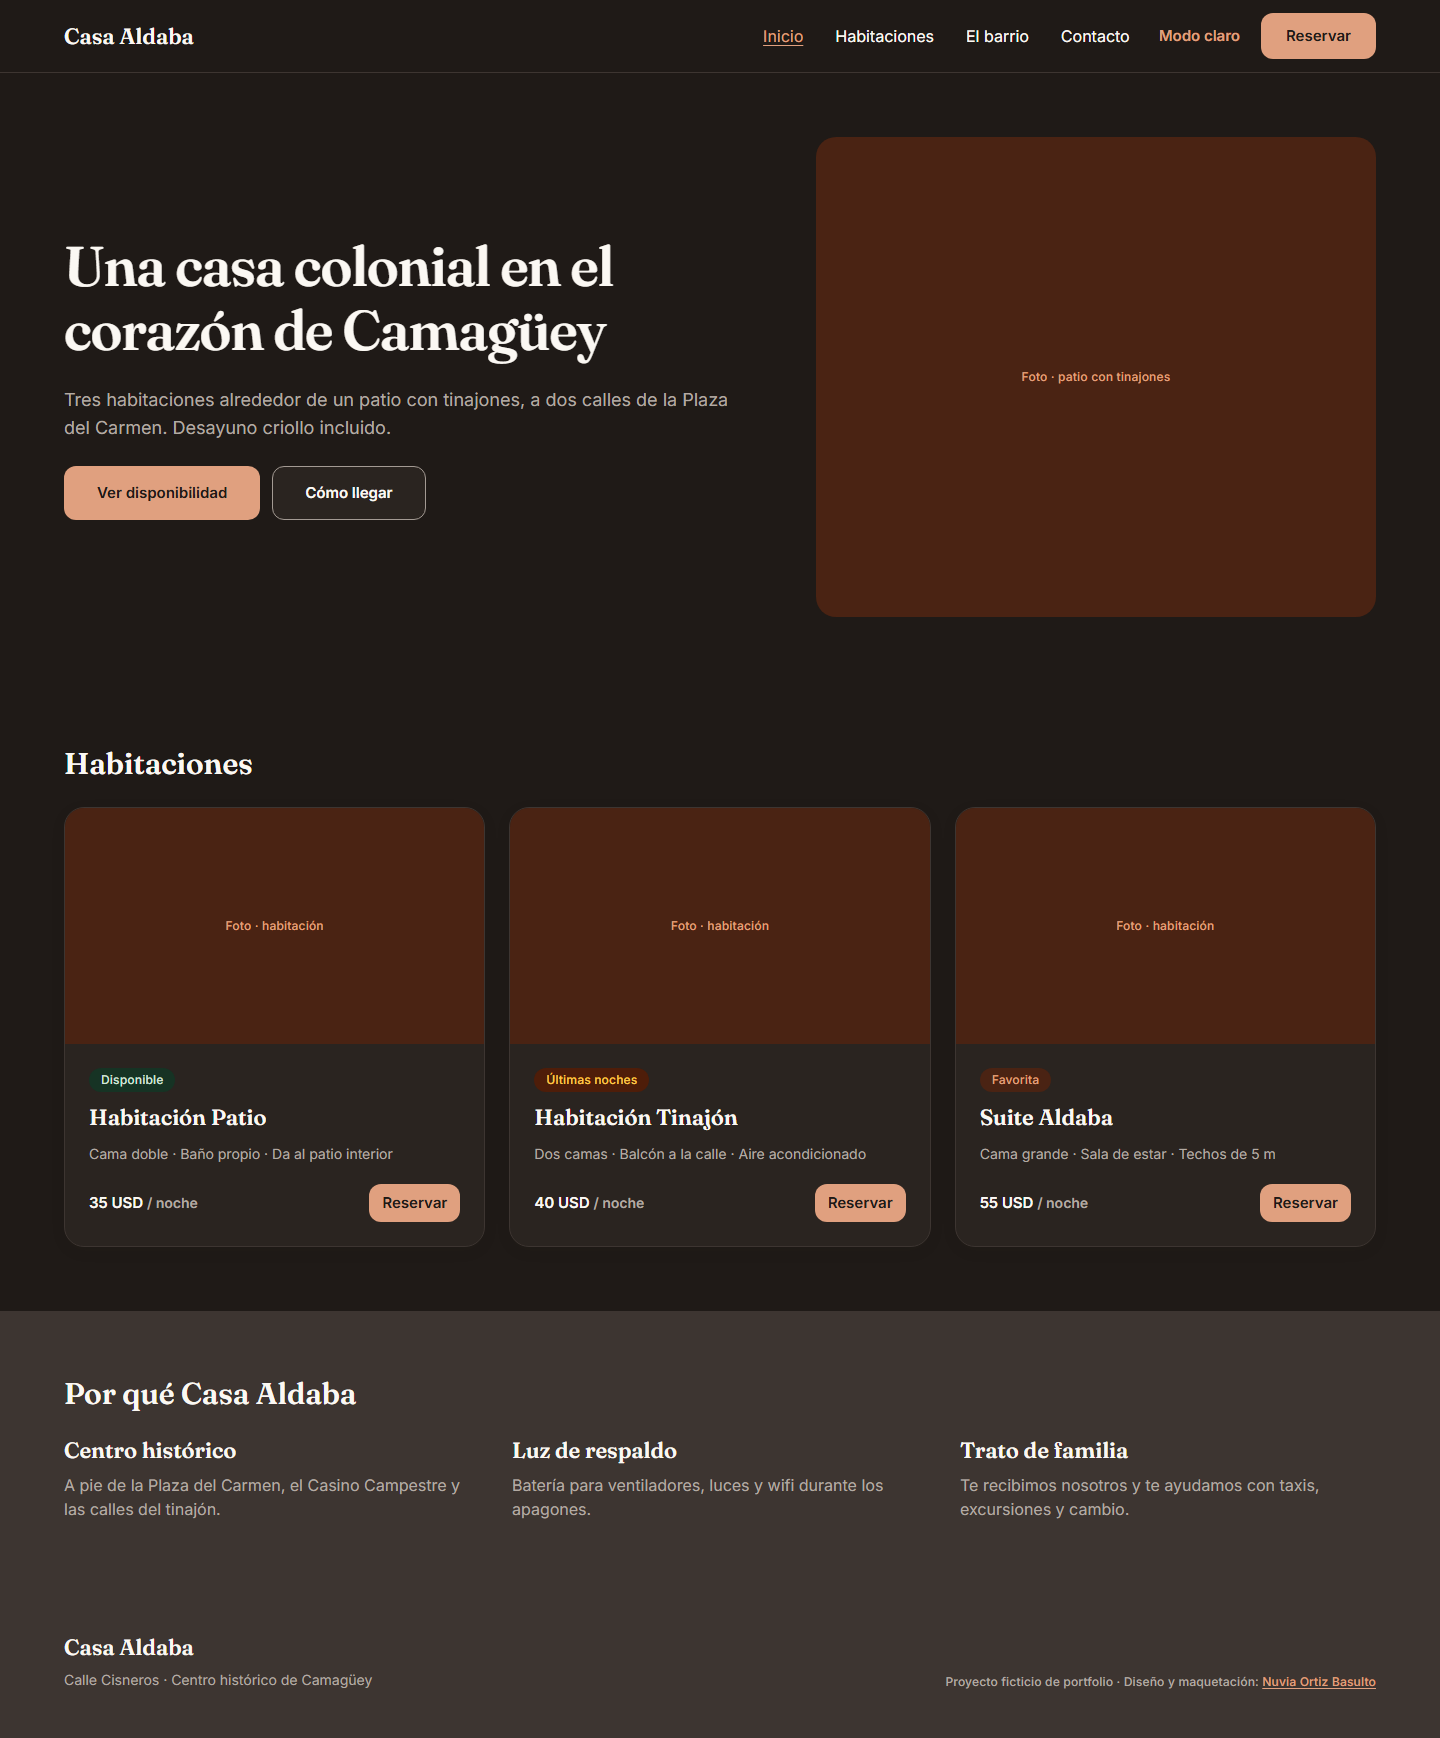 Casa Aldaba
Inicio
Habitaciones
El barrio
Contacto
Modo claro
Reservar
Una casa colonial en el
corazón de Camagüey
Tres habitaciones alrededor de un patio con tinajones, a dos calles de la Plaza
del Carmen. Desayuno criollo incluido.
Ver disponibilidad
Cómo llegar
Foto · patio con tinajones
Habitaciones
Foto · habitación
Disponible
Habitación Patio
Cama doble · Baño propio · Da al patio interior
35 USD / noche
Reservar
Foto · habitación
Últimas noches
Habitación Tinajón
Dos camas · Balcón a la calle · Aire acondicionado
40 USD / noche
Reservar
Foto · habitación
Favorita
Suite Aldaba
Cama grande · Sala de estar · Techos de 5 m
55 USD / noche
Reservar
Por qué Casa Aldaba
Centro histórico
A pie de la Plaza del Carmen, el Casino Campestre y
las calles del tinajón.
Luz de respaldo
Batería para ventiladores, luces y wifi durante los
apagones.
Trato de familia
Te recibimos nosotros y te ayudamos con taxis,
excursiones y cambio.
Casa Aldaba
Calle Cisneros · Centro histórico de Camagüey
Proyecto ficticio de portfolio · Diseño y maquetación: Nuvia Ortiz Basulto